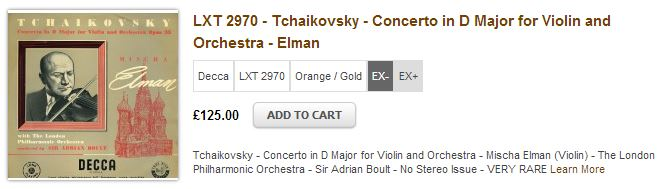 TCHAIKOVSKY
Concerto in D Major for Violin and Orchestra Opus 35
MISCHA
Elman
with The London
Philharmonic Orchestra
conducted by SIR ADRIAN BOULT
DECCA
LXT 2970 - Tchaikovsky - Concerto in D Major for Violin and
Orchestra - Elman
Decca LXT 2970 Orange / Gold EX- EX+
£125.00 ADD TO CART
Tchaikovsky - Concerto in D Major for Violin and Orchestra - Mischa Elman (Violin) - The London
Philharmonic Orchestra - Sir Adrian Boult - No Stereo Issue - VERY RARE Learn More